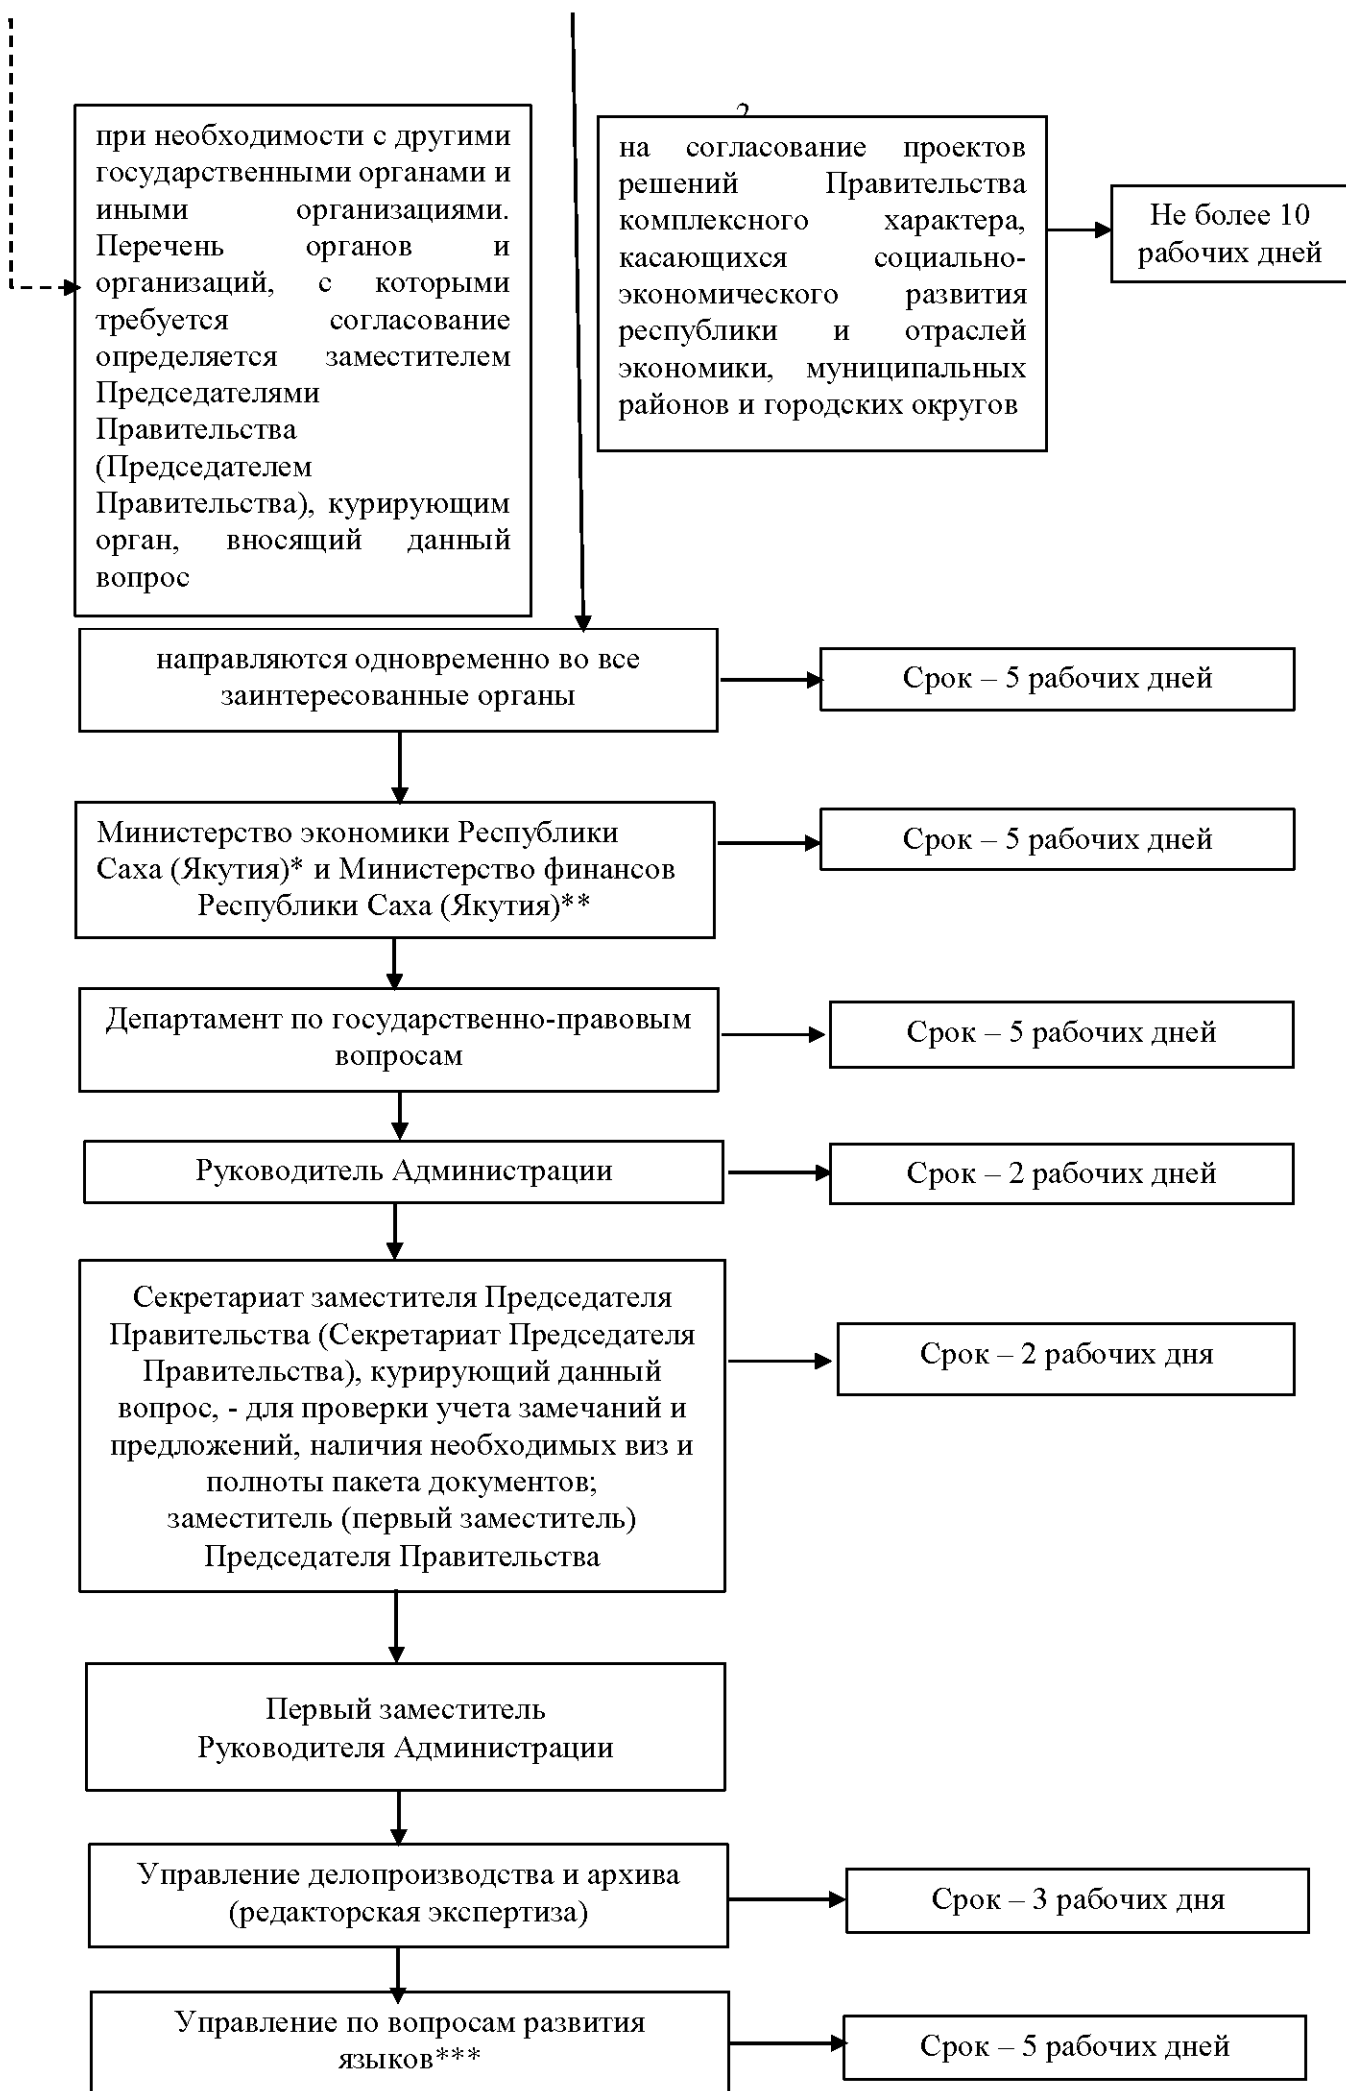 2
при необходимости с другими
государственными органами и
иными организациями.
Перечень органов и
организаций, с которыми
требуется согласование
определяется заместителем
Председателями
Правительства
(Председателем
Правительства), курирующим
орган, вносящий данный
вопрос
на согласование проектов
решений Правительства
комплексного характера,
касающихся социально-
экономического развития
республики и отраслей
экономики, муниципальных
районов и городских округов
Не более 10
рабочих дней
направляются одновременно во все
заинтересованные органы
Срок – 5 рабочих дней
Министерство экономики Республики
Саха (Якутия)* и Министерство финансов
Республики Саха (Якутия)**
Срок – 5 рабочих дней
Департамент по государственно-правовым
вопросам
Срок – 5 рабочих дней
Руководитель Администрации
Срок – 2 рабочих дней
Секретариат заместителя Председателя
Правительства (Секретариат Председателя
Правительства), курирующий данный
вопрос, - для проверки учета замечаний и
предложений, наличия необходимых виз и
полноты пакета документов;
заместитель (первый заместитель)
Председателя Правительства
Срок – 2 рабочих дня
Первый заместитель
Руководителя Администрации
Управление делопроизводства и архива
(редакторская экспертиза)
Срок – 3 рабочих дня
Управление по вопросам развития
языков***
Срок – 5 рабочих дней